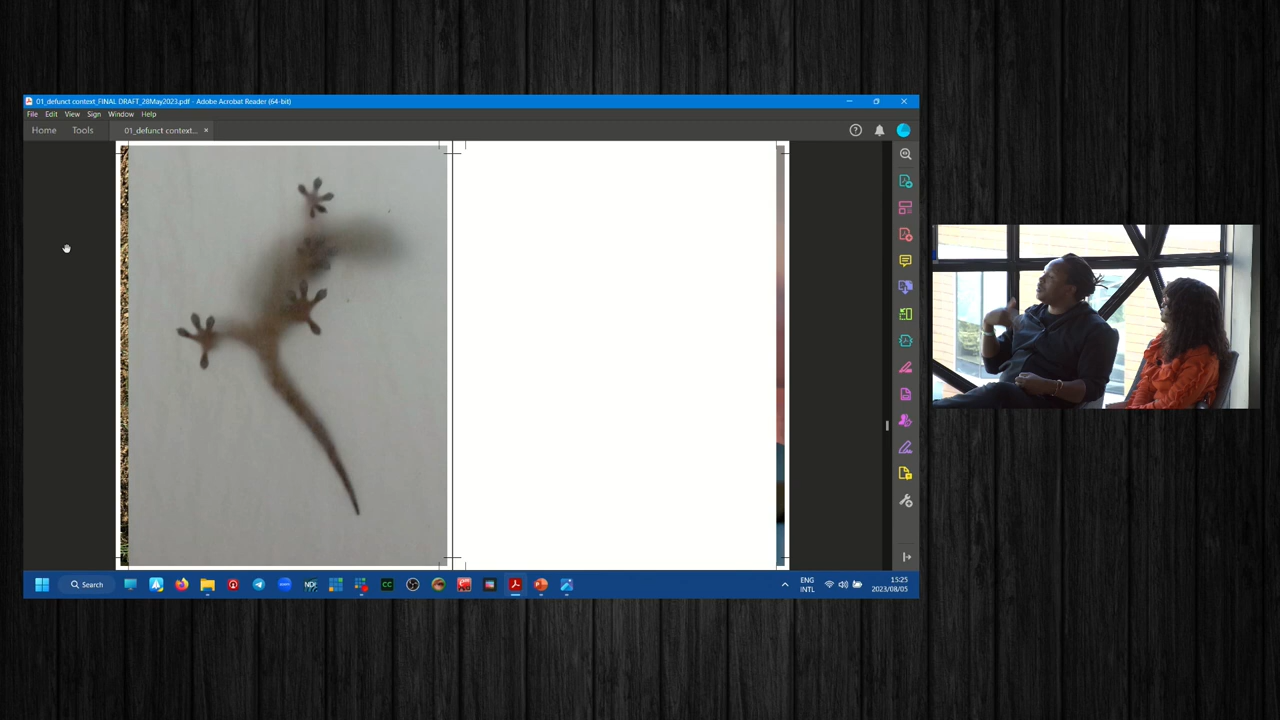 01_defunct context_FINAL DRAFT_28May2023.pdf - Adobe Acrobat Reader (64-bit)
File Edit View Sign Window Help
Home Tools 01_defunct context...
Search
CC
ENG
INTL
15:25
2023/08/05